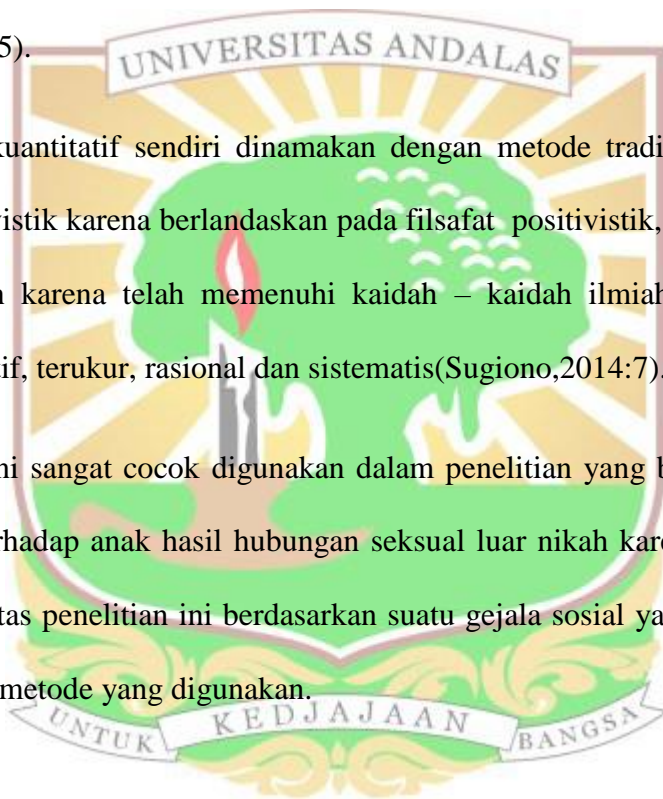 5).
UNIVERSITAS ANDALAS
kuantitatif sendiri dinamakan dengan metode tradi
vistik karena berlandaskan pada filsafat positivistik,
karena telah memenuhi kaidah – kaidah ilmiah
tif, terukur, rasional dan sistematis(Sugiono,2014:7).
ni sangat cocok digunakan dalam penelitian yang b
rhadap anak hasil hubungan seksual luar nikah kar
tas penelitian ini berdasarkan suatu gejala sosial ya
metode yang digunakan.
UNTUK KEDJAJAAN BANGSA